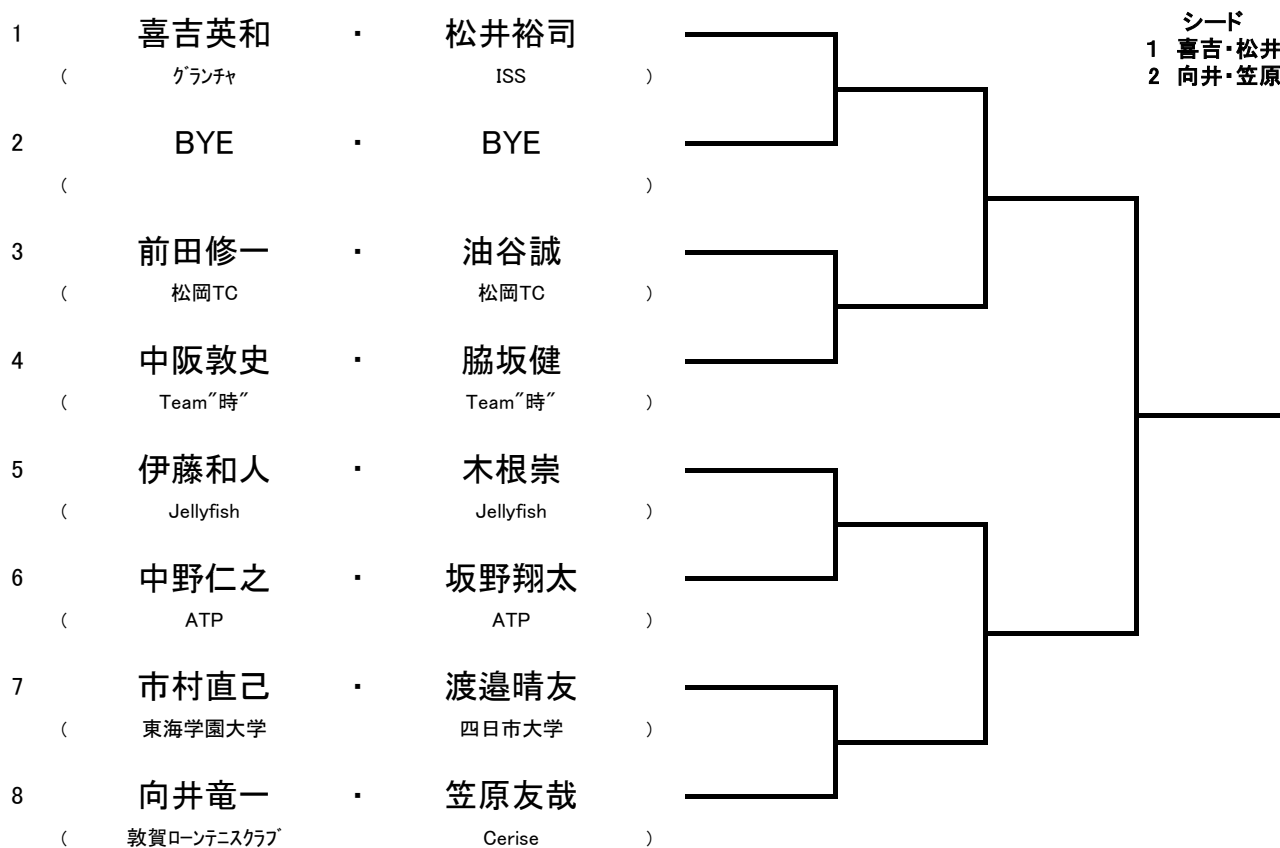 シード
1 喜吉・松井
2 向井・笠原
1 喜吉英和 ・ 松井裕司
( グランチャ ISS )
2 BYE ・ BYE
( )
3 前田修一 ・ 油谷誠
( 松岡TC 松岡TC )
4 中阪敦史 ・ 脇坂健
( Team"時" Team"時" )
5 伊藤和人 ・ 木根崇
( Jellyfish Jellyfish )
6 中野仁之 ・ 坂野翔太
( ATP ATP )
7 市村直己 ・ 渡邉晴友
( 東海学園大学 四日市大学 )
8 向井竜一 ・ 笠原友哉
( 敦賀ローンテニスクラブ Cerise )